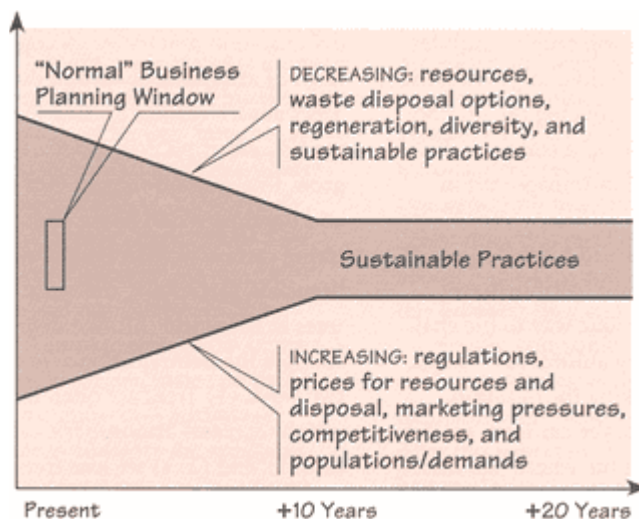 “Normal” Business
Planning Window
DECREASING: resources,
waste disposal options,
regeneration, diversity, and
sustainable practices
Sustainable Practices
INCREASING: regulations,
prices for resources and
disposal, marketing pressures,
competitiveness, and
populations/demands
Present
+10 Years
+20 Years